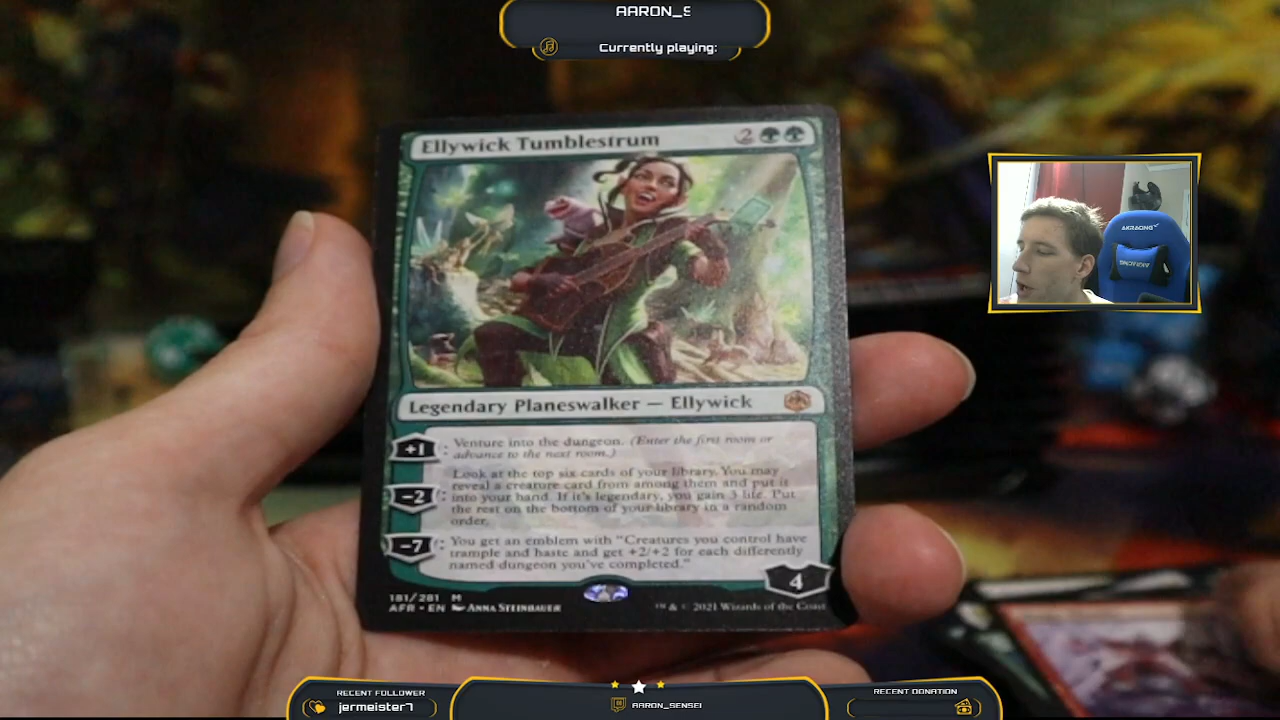 AARON_S
Currently playing:
Ellywick Tumblestrum 2
AKRACING
Legendary Planeswalker — Ellywick
+1 : Venture into the dungeon. (Enter the first room or
advance to the next room.)
Look at the top six cards of your library. You may
reveal a creature card from among them and put it
−2 : into your hand. If it's legendary, you gain 3 life. Put
the rest on the bottom of your library in a random
order.
−7 : You get an emblem with "Creatures you control have
trample and haste and get +2/+2 for each differently
named dungeon you've completed."
4
181/281 M
AFR • EN Anna Steinbauer
™ & © 2021 Wizards of the Coast
RECENT FOLLOWER
jermeister7
AARON_SENSEI
RECENT DONATION